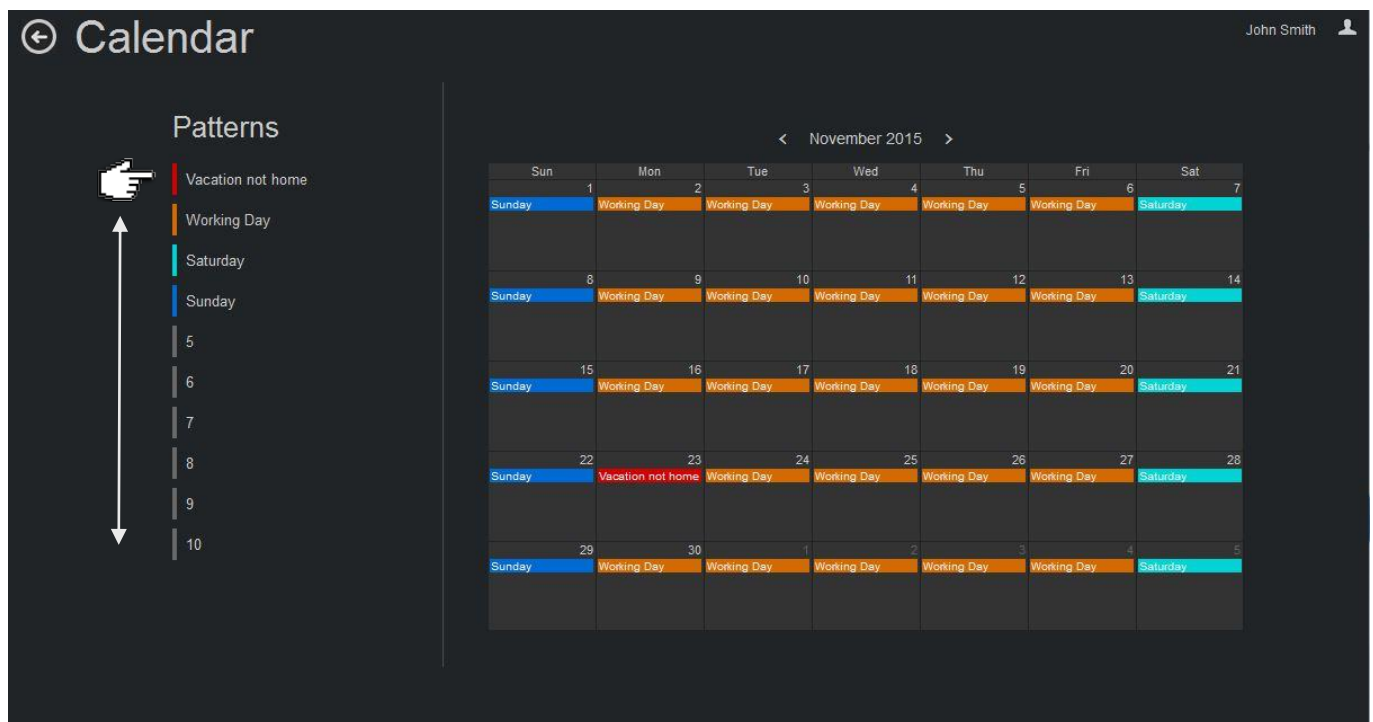 Calendar
John Smith
Patterns
Vacation not home
Working Day
Saturday
Sunday
5
6
7
8
9
10
< November 2015 >
Sun Mon Tue Wed Thu Fri Sat
1 2 3 4 5 6 7
Sunday Working Day Working Day Working Day Working Day Working Day Saturday
8 9 10 11 12 13 14
Sunday Working Day Working Day Working Day Working Day Working Day Saturday
15 16 17 18 19 20 21
Sunday Working Day Working Day Working Day Working Day Working Day Saturday
22 23 24 25 26 27 28
Sunday Vacation not home Working Day Working Day Working Day Working Day Saturday
29 30 1 2 3 4 5
Sunday Working Day Working Day Working Day Working Day Working Day Saturday